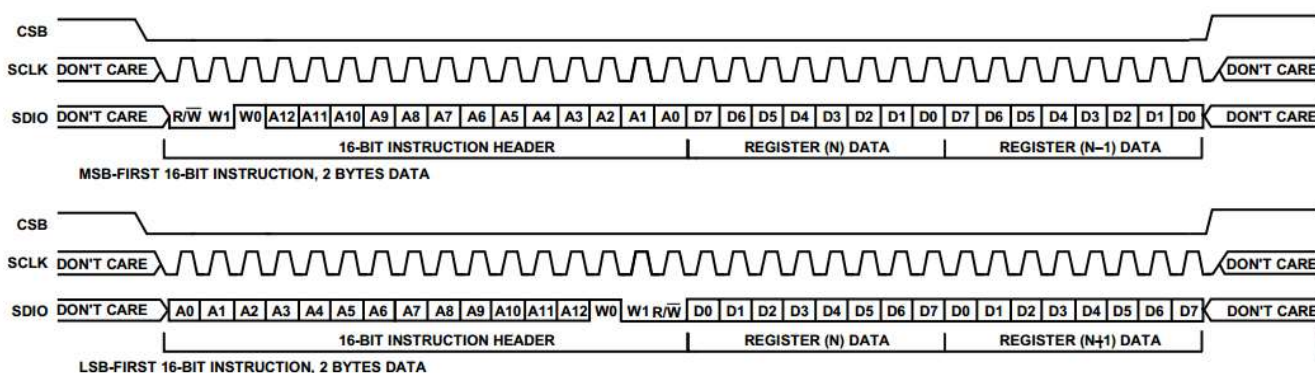 CSB
SCLK DON'T CARE DON'T CARE
SDIO DON'T CARE R/W̅ W1 W0 A12 A11 A10 A9 A8 A7 A6 A5 A4 A3 A2 A1 A0 D7 D6 D5 D4 D3 D2 D1 D0 D7 D6 D5 D4 D3 D2 D1 D0 DON'T CARE
16-BIT INSTRUCTION HEADER REGISTER (N) DATA REGISTER (N–1) DATA
MSB-FIRST 16-BIT INSTRUCTION, 2 BYTES DATA
CSB
SCLK DON'T CARE DON'T CARE
SDIO DON'T CARE A0 A1 A2 A3 A4 A5 A6 A7 A8 A9 A10 A11 A12 W0 W1 R/W̅ D0 D1 D2 D3 D4 D5 D6 D7 D0 D1 D2 D3 D4 D5 D6 D7 DON'T CARE
16-BIT INSTRUCTION HEADER REGISTER (N) DATA REGISTER (N+1) DATA
LSB-FIRST 16-BIT INSTRUCTION, 2 BYTES DATA